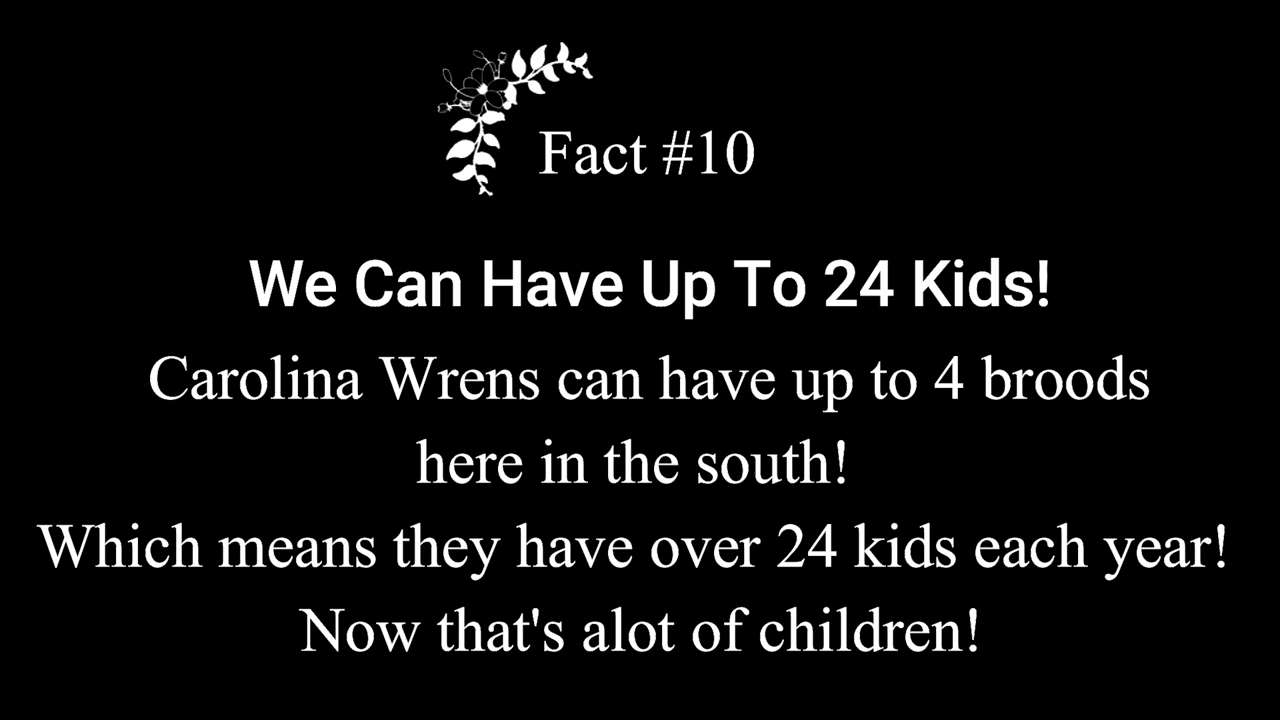 Fact #10
We Can Have Up To 24 Kids!
Carolina Wrens can have up to 4 broods
here in the south!
Which means they have over 24 kids each year!
Now that's alot of children!